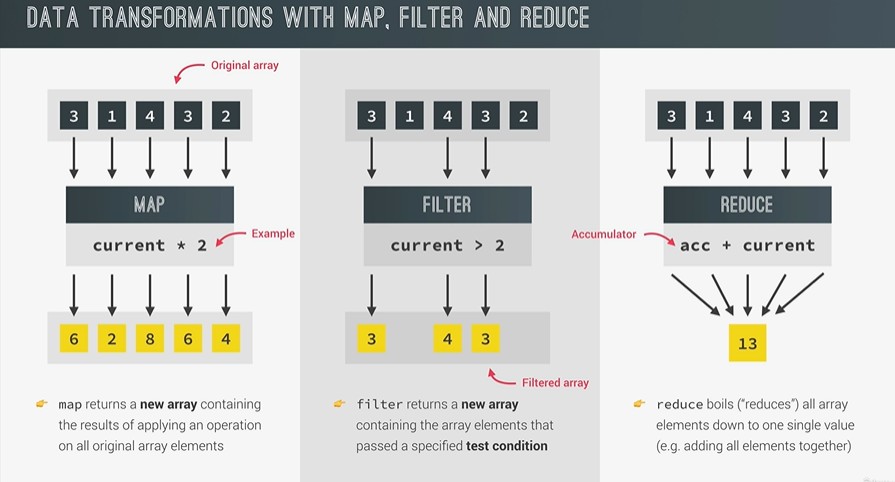 DATA TRANSFORMATIONS WITH MAP, FILTER AND REDUCE
Original array
3 1 4 3 2
MAP
current * 2
Example
6 2 8 6 4
map returns a new array containing
the results of applying an operation
on all original array elements
3 1 4 3 2
FILTER
current > 2
3 4 3
Filtered array
filter returns a new array
containing the array elements that
passed a specified test condition
3 1 4 3 2
REDUCE
Accumulator
acc + current
13
reduce boils (“reduces”) all array
elements down to one single value
(e.g. adding all elements together)